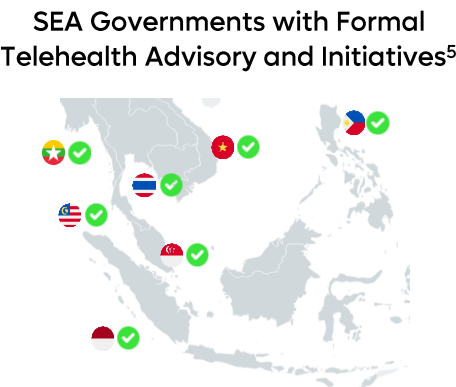 SEA Governments with Formal
Telehealth Advisory and Initiatives⁵